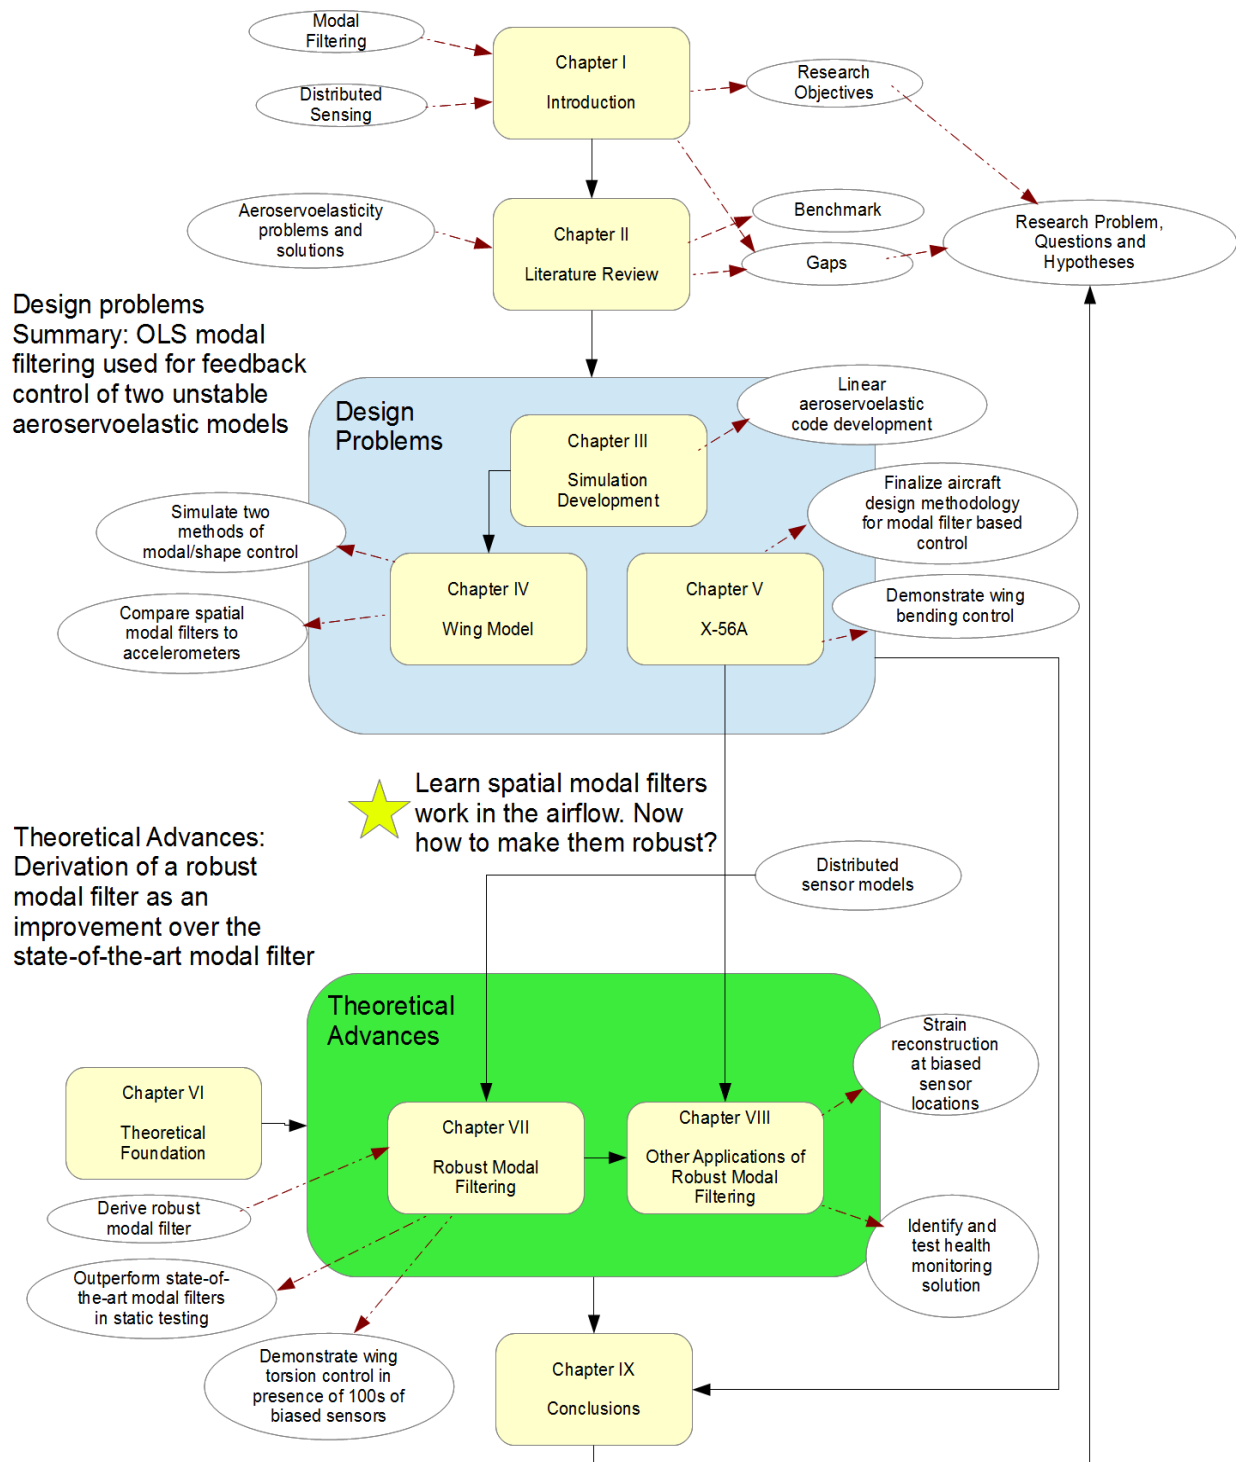 Modal
Filtering
Distributed
Sensing
Chapter I
Introduction
Research
Objectives
Aeroservoelasticity
problems and
solutions
Chapter II
Literature Review
Benchmark
Gaps
Research Problem,
Questions and
Hypotheses
Design problems
Summary: OLS modal
filtering used for feedback
control of two unstable
aeroservoelastic models
Design
Problems
Chapter III
Simulation
Development
Linear
aeroservoelastic
code development
Simulate two
methods of
modal/shape control
Compare spatial
modal filters to
accelerometers
Chapter IV
Wing Model
Chapter V
X-56A
Finalize aircraft
design methodology
for modal filter based
control
Demonstrate wing
bending control
Learn spatial modal filters
work in the airflow. Now
how to make them robust?
Theoretical Advances:
Derivation of a robust
modal filter as an
improvement over the
state-of-the-art modal filter
Distributed
sensor models
Theoretical
Advances
Chapter VI
Theoretical
Foundation
Chapter VII
Robust Modal
Filtering
Chapter VIII
Other Applications of
Robust Modal
Filtering
Strain
reconstruction
at biased
sensor
locations
Derive robust
modal filter
Outperform state-of-
the-art modal filters
in static testing
Demonstrate wing
torsion control in
presence of 100s of
biased sensors
Identify and
test health
monitoring
solution
Chapter IX
Conclusions